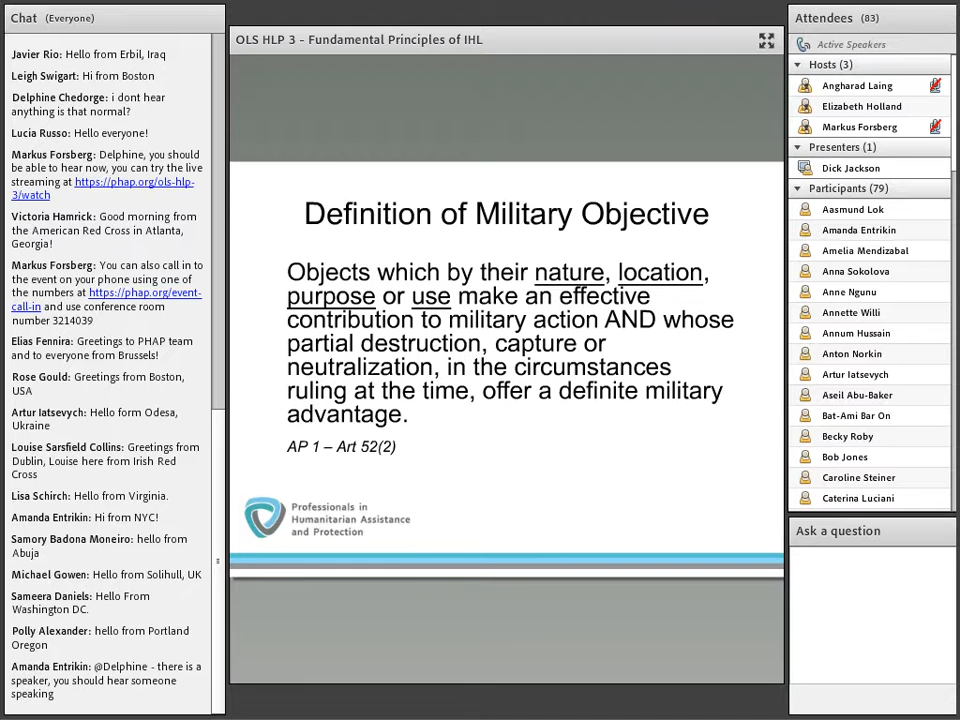 Chat (Everyone)
Javier Rio: Hello from Erbil, Iraq
Leigh Swigart: Hi from Boston
Delphine Chedorge: i dont hear
anything is that normal?
Lucia Russo: Hello everyone!
Markus Forsberg: Delphine, you should
be able to hear now, you can try the live
streaming at https://phap.org/ols-hlp-
3/watch
Victoria Hamrick: Good morning from
the American Red Cross in Atlanta,
Georgia!
Markus Forsberg: You can also call in to
the event on your phone using one of
the numbers at https://phap.org/event-
call-in and use conference room
number 3214039
Elias Fennira: Greetings to PHAP team
and to everyone from Brussels!
Rose Gould: Greetings from Boston,
USA
Artur Iatsevych: Hello form Odesa,
Ukraine
Louise Sarsfield Collins: Greetings from
Dublin, Louise here from Irish Red
Cross
Lisa Schirch: Hello from Virginia.
Amanda Entrikin: Hi from NYC!
Samory Badona Moneiro: hello from
Abuja
Michael Gowen: Hello from Solihull, UK
Sameera Daniels: Hello From
Washington DC.
Polly Alexander: hello from Portland
Oregon
Amanda Entrikin: @Delphine - there is a
speaker, you should hear someone
speaking
OLS HLP 3 - Fundamental Principles of IHL
Definition of Military Objective
Objects which by their nature, location,
purpose or use make an effective
contribution to military action AND whose
partial destruction, capture or
neutralization, in the circumstances
ruling at the time, offer a definite military
advantage.
AP 1 – Art 52(2)
Professionals in
Humanitarian Assistance
and Protection
Attendees (83)
Active Speakers
Hosts (3)
Angharad Laing
Elizabeth Holland
Markus Forsberg
Presenters (1)
Dick Jackson
Participants (79)
Aasmund Lok
Amanda Entrikin
Amelia Mendizabal
Anna Sokolova
Anne Ngunu
Annette Willi
Annum Hussain
Anton Norkin
Artur Iatsevych
Aseil Abu-Baker
Bat-Ami Bar On
Becky Roby
Bob Jones
Caroline Steiner
Caterina Luciani
Ask a question